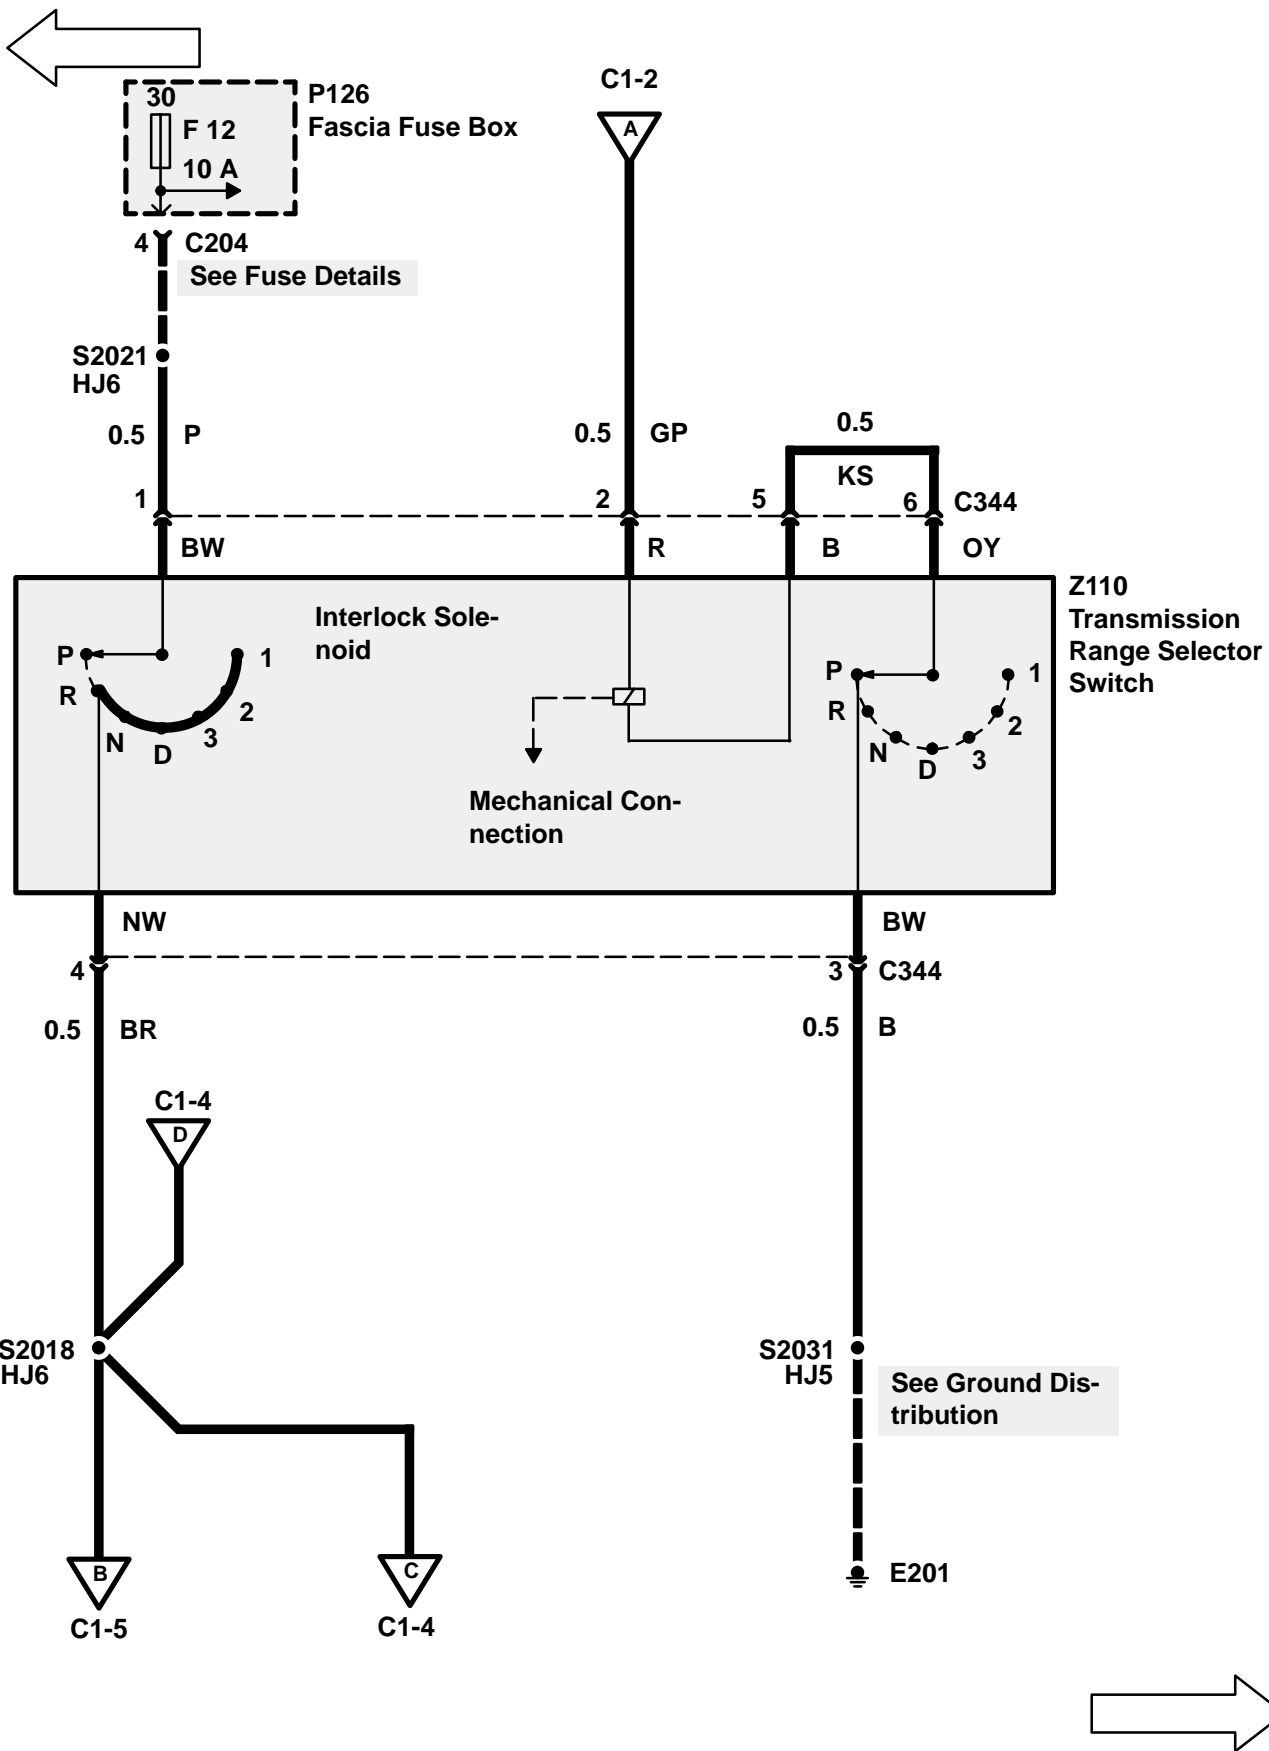 C1-2
A
30
F 12
10 A
P126
Fascia Fuse Box
4
C204
See Fuse Details
S2021
HJ6
0.5
P
0.5
GP
0.5
KS
1
2
5
6
C344
BW
R
B
OY
Z110
Transmission
Range Selector
Switch
Interlock Sole-
noid
P
R
N
D
3
2
1
Mechanical Con-
nection
P
R
N
D
3
2
1
NW
BW
4
3
C344
0.5
BR
0.5
B
C1-4
D
S2018
HJ6
S2031
HJ5
See Ground Dis-
tribution
E201
B
C1-5
C
C1-4